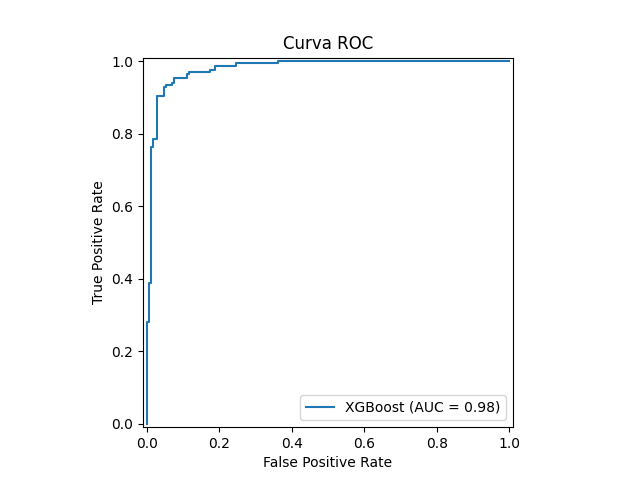 Curva ROC
1.0
0.8
0.6
0.4
0.2
0.0
True Positive Rate
XGBoost (AUC = 0.98)
0.0 0.2 0.4 0.6 0.8 1.0
False Positive Rate